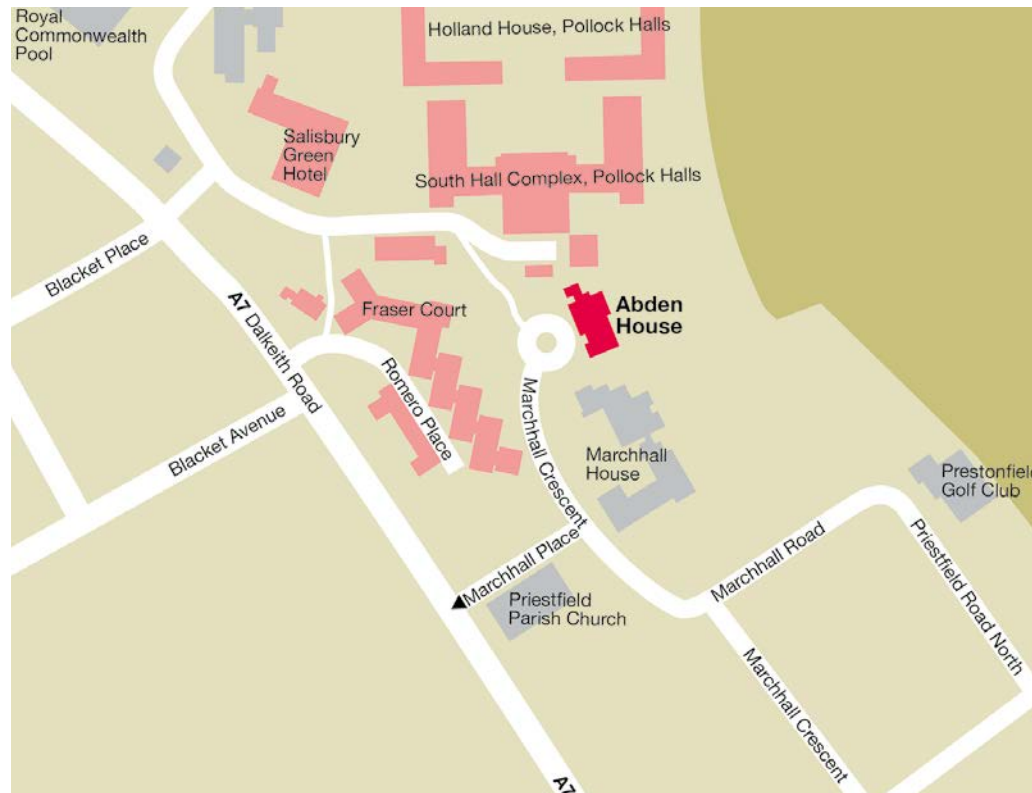 Royal
Commonwealth
Pool
Holland House, Pollock Halls
Salisbury
Green
Hotel
South Hall Complex, Pollock Halls
Blacket Place
A7 Dalkeith Road
Fraser Court
Abden
House
Romero Place
Blacket Avenue
Marchhall Crescent
Marchhall
House
Prestonfield
Golf Club
Marchhall Place
Marchhall Road
Priestfield Road North
Priestfield
Parish Church
Marchhall Crescent
A7